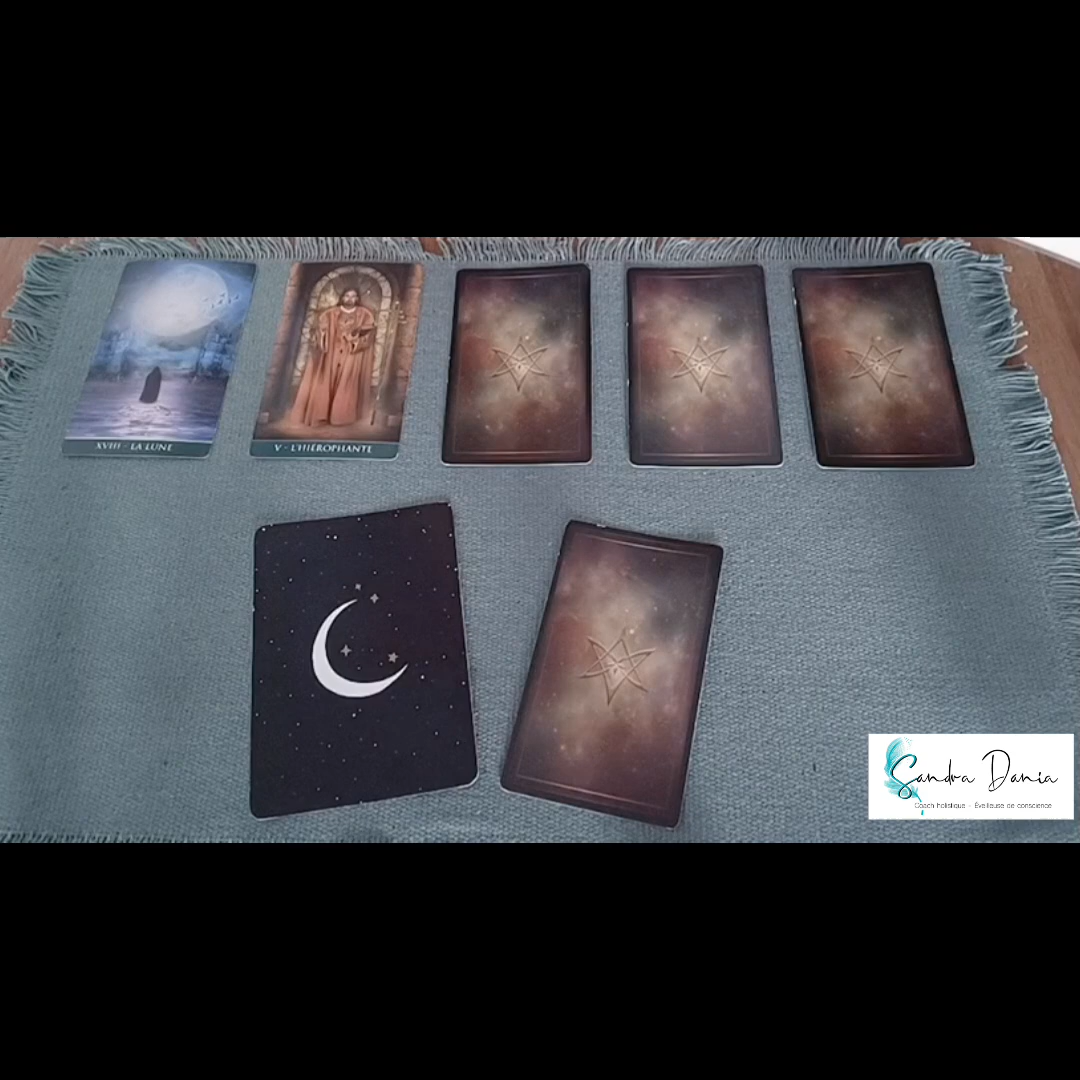 XVIII - LA LUNE
V - L'HIÉROPHANTE
Sandra Dania
Coach holistique - Éveilleuse de conscience